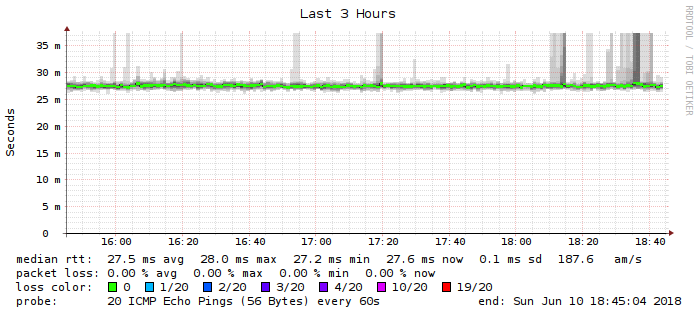 Last 3 Hours
RRDTOOL / TOBI OETIKER
Seconds
35 m
30 m
25 m
20 m
15 m
10 m
5 m
0
16:00 16:20 16:40 17:00 17:20 17:40 18:00 18:20 18:40
median rtt: 27.5 ms avg 28.0 ms max 27.2 ms min 27.6 ms now 0.1 ms sd 187.6 am/s
packet loss: 0.00 % avg 0.00 % max 0.00 % min 0.00 % now
loss color: 0 1/20 2/20 3/20 4/20 10/20 19/20
probe: 20 ICMP Echo Pings (56 Bytes) every 60s end: Sun Jun 10 18:45:04 2018